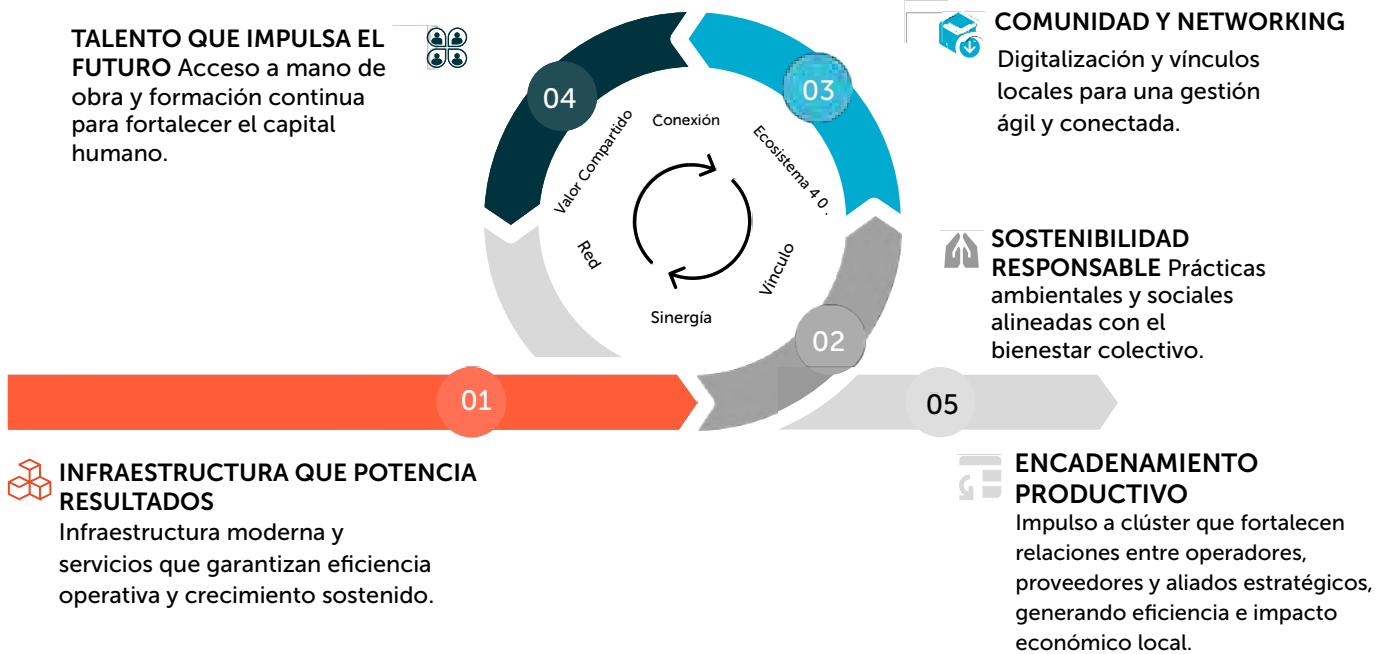 TALENTO QUE IMPULSA EL
FUTURO Acceso a mano de
obra y formación continua
para fortalecer el capital
humano.
04
03
COMUNIDAD Y NETWORKING
Digitalización y vínculos
locales para una gestión
ágil y conectada.
Conexión
Ecosistema 4 0 .
Vínculo
Sinergía
Red
Valor Compartido
02
SOSTENIBILIDAD
RESPONSABLE Prácticas
ambientales y sociales
alineadas con el
bienestar colectivo.
01
05
INFRAESTRUCTURA QUE POTENCIA
RESULTADOS
Infraestructura moderna y
servicios que garantizan eficiencia
operativa y crecimiento sostenido.
ENCADENAMIENTO
PRODUCTIVO
Impulso a clúster que fortalecen
relaciones entre operadores,
proveedores y aliados estratégicos,
generando eficiencia e impacto
económico local.